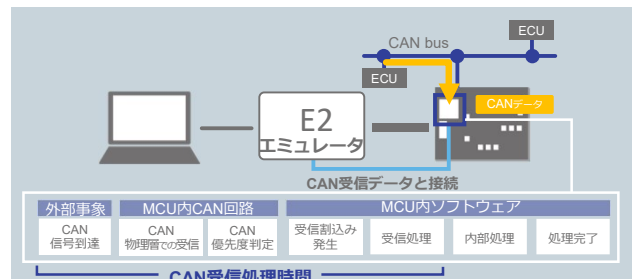 ECU
CAN bus
ECU
CANデータ
E2
エミュレータ
CAN受信データと接続
外部事象
MCU内CAN回路
MCU内ソフトウェア
CAN
信号到達
CAN
物理層での受信
CAN
優先度判定
受信割込み
発生
受信処理
内部処理
処理完了
CAN受信処理時間